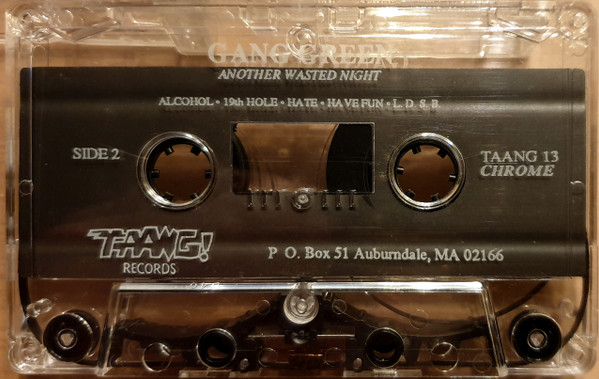 GANG GREEN
ANOTHER WASTED NIGHT
ALCOHOL • 19th HOLE • HATE • HAVE FUN • L. D. S. B.
SIDE 2
TAANG 13
CHROME
TAANG!
RECORDS
P O. Box 51 Auburndale, MA 02166